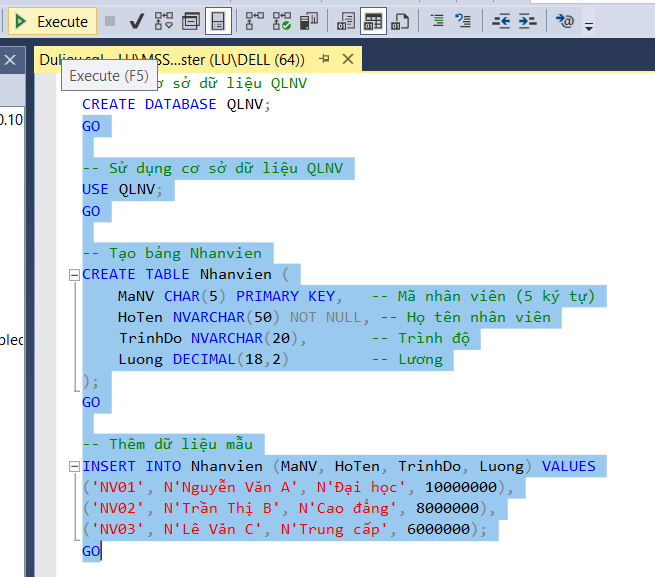 Execute
Dulieu.sql - LU\MSS...ster (LU\DELL (64))
Execute (F5)
ơ sở dữ liệu QLNV
0.10
CREATE DATABASE QLNV;
GO
-- Sử dụng cơ sở dữ liệu QLNV
USE QLNV;
GO
-- Tạo bảng Nhanvien
CREATE TABLE Nhanvien (
MaNV CHAR(5) PRIMARY KEY, -- Mã nhân viên (5 ký tự)
HoTen NVARCHAR(50) NOT NULL, -- Họ tên nhân viên
TrinhDo NVARCHAR(20), -- Trình độ
Luong DECIMAL(18,2) -- Lương
);
GO
-- Thêm dữ liệu mẫu
INSERT INTO Nhanvien (MaNV, HoTen, TrinhDo, Luong) VALUES
('NV01', N'Nguyễn Văn A', N'Đại học', 10000000),
('NV02', N'Trần Thị B', N'Cao đẳng', 8000000),
('NV03', N'Lê Văn C', N'Trung cấp', 6000000);
GO